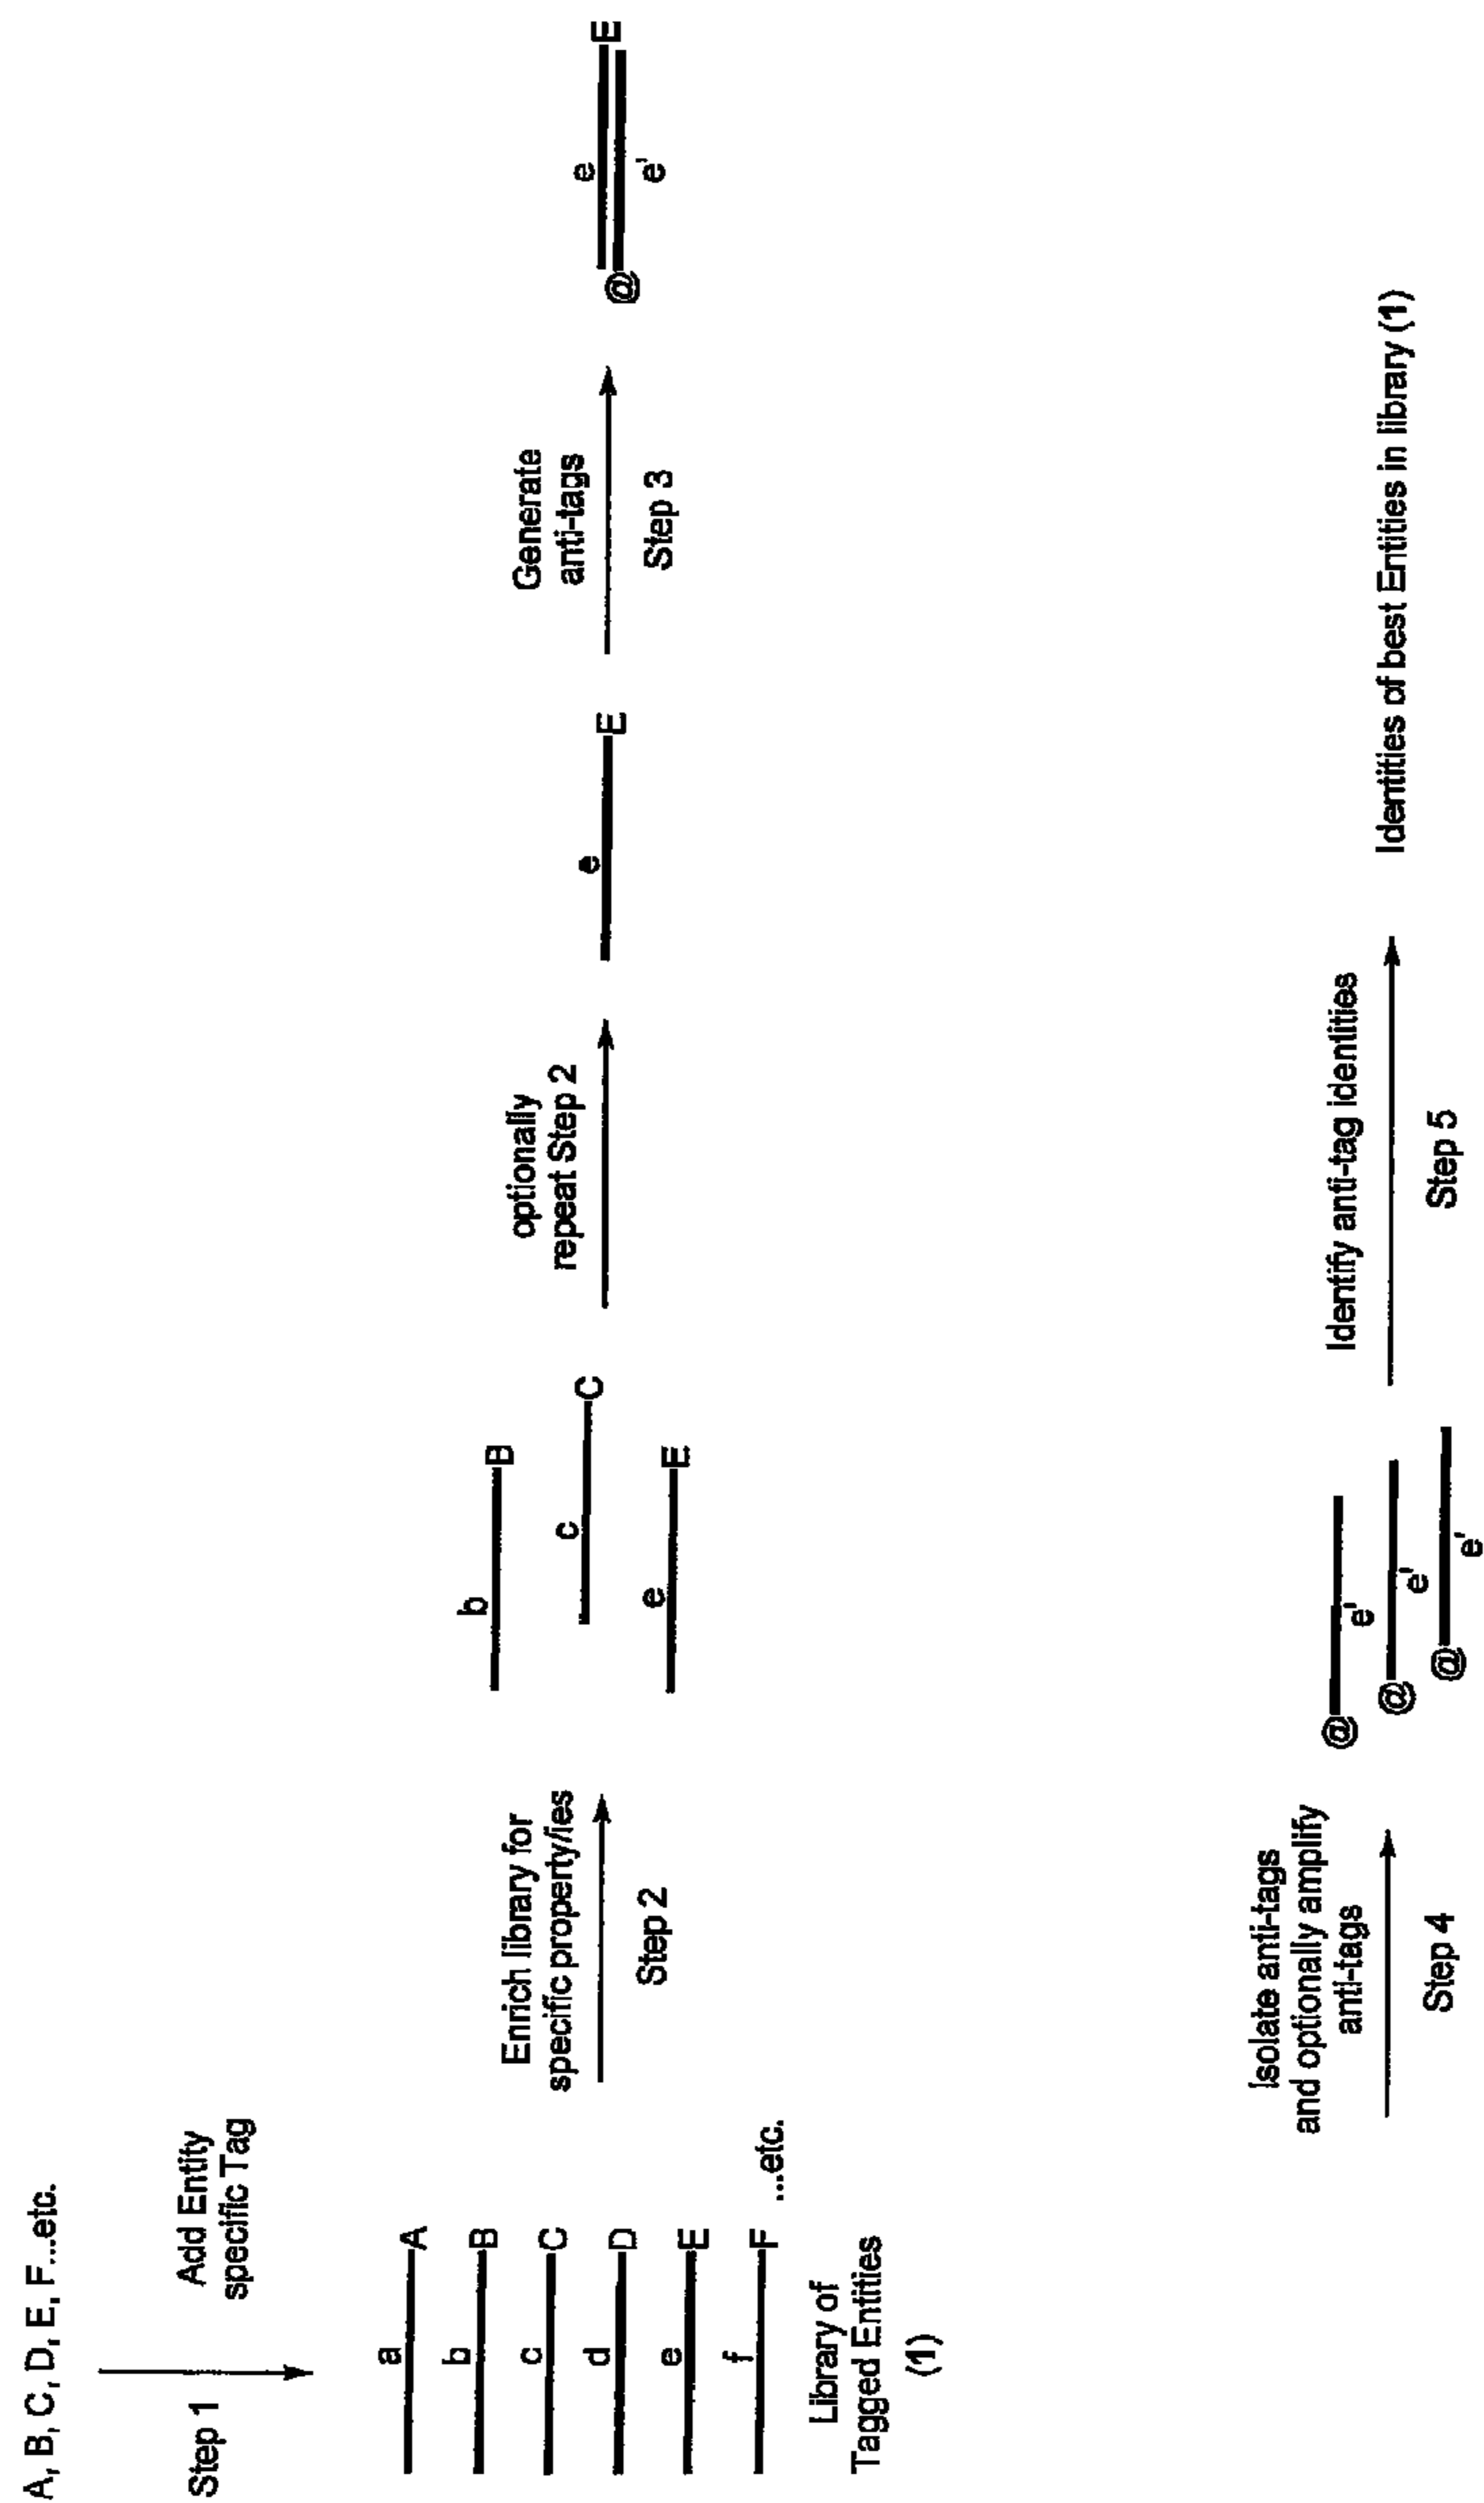 A, B, C, D, E, F...etc.
Step 1
Add Entity
specific Tag
a
A
b
B
c
C
d
D
e
E
f
F
...etc.
Library of
Tagged Entities
(1)
Enrich library for
specific property/ies
Step 2
b
B
c
C
e
E
optionally
repeat Step 2
e
E
Generate
anti-tags
Step 3
e
E
@
e'
Isolate anti-tags
and optionally amplify
anti-tags
Step 4
@
e'
@
e'
@
e'
Identify anti-tag identities
Step 5
Identities of best Entities in library (1)